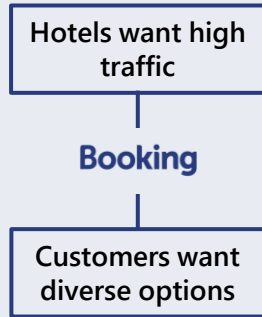 Hotels want high
traffic
Booking
Customers want
diverse options